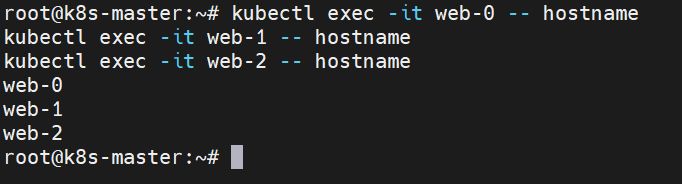 root@k8s-master:~# kubectl exec -it web-0 -- hostname
kubectl exec -it web-1 -- hostname
kubectl exec -it web-2 -- hostname
web-0
web-1
web-2
root@k8s-master:~#